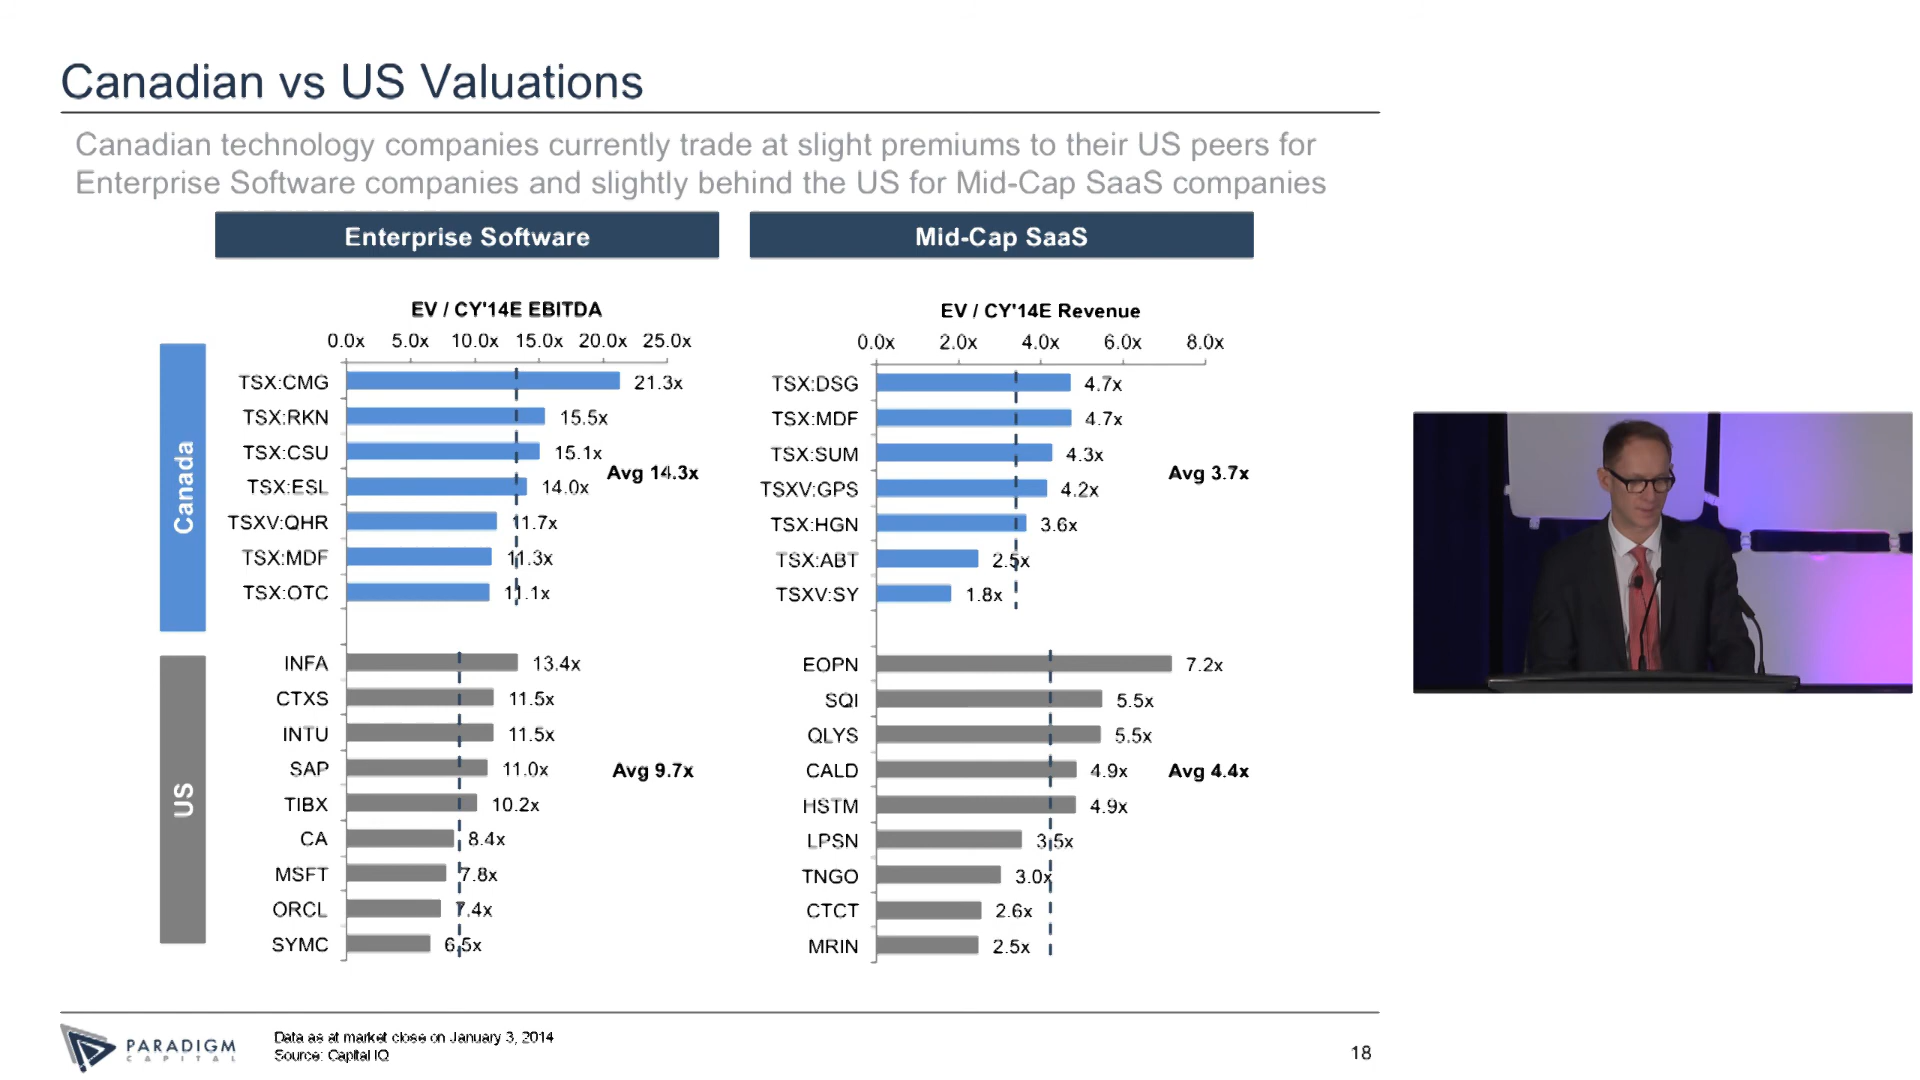 Canadian vs US Valuations
Canadian technology companies currently trade at slight premiums to their US peers for
Enterprise Software companies and slightly behind the US for Mid-Cap SaaS companies
Enterprise Software
Mid-Cap SaaS
EV / CY'14E EBITDA
0.0x 5.0x 10.0x 15.0x 20.0x 25.0x
Canada
TSX:CMG 21.3x
TSX:RKN 15.5x
TSX:CSU 15.1x
Avg 14.3x
TSX:ESL 14.0x
TSXV:QHR 11.7x
TSX:MDF 11.3x
TSX:OTC 11.1x
US
INFA 13.4x
CTXS 11.5x
INTU 11.5x
SAP 11.0x
Avg 9.7x
TIBX 10.2x
CA 8.4x
MSFT 7.8x
ORCL 7.4x
SYMC 6.5x
EV / CY'14E Revenue
0.0x 2.0x 4.0x 6.0x 8.0x
TSX:DSG 4.7x
TSX:MDF 4.7x
TSX:SUM 4.3x
Avg 3.7x
TSXV:GPS 4.2x
TSX:HGN 3.6x
TSX:ABT 2.5x
TSXV:SY 1.8x
EOPN 7.2x
SQI 5.5x
QLYS 5.5x
CALD 4.9x
Avg 4.4x
HSTM 4.9x
LPSN 3.5x
TNGO 3.0x
CTCT 2.6x
MRIN 2.5x
PARADIGM
CAPITAL
Data as at market close on January 3, 2014
Source: Capital IQ
18